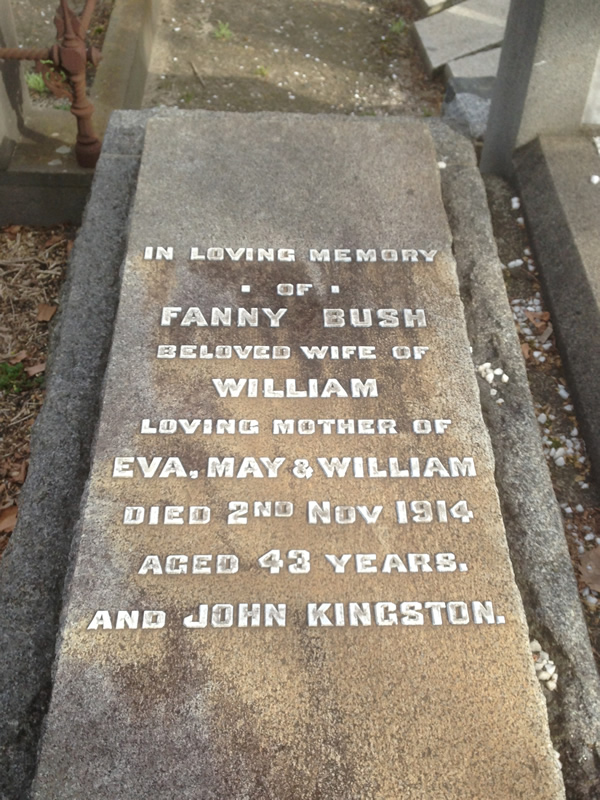 IN LOVING MEMORY
· OF ·
FANNY BUSH
BELOVED WIFE OF
WILLIAM
LOVING MOTHER OF
EVA, MAY & WILLIAM
DIED 2ND NOV 1914
AGED 43 YEARS.
AND JOHN KINGSTON.